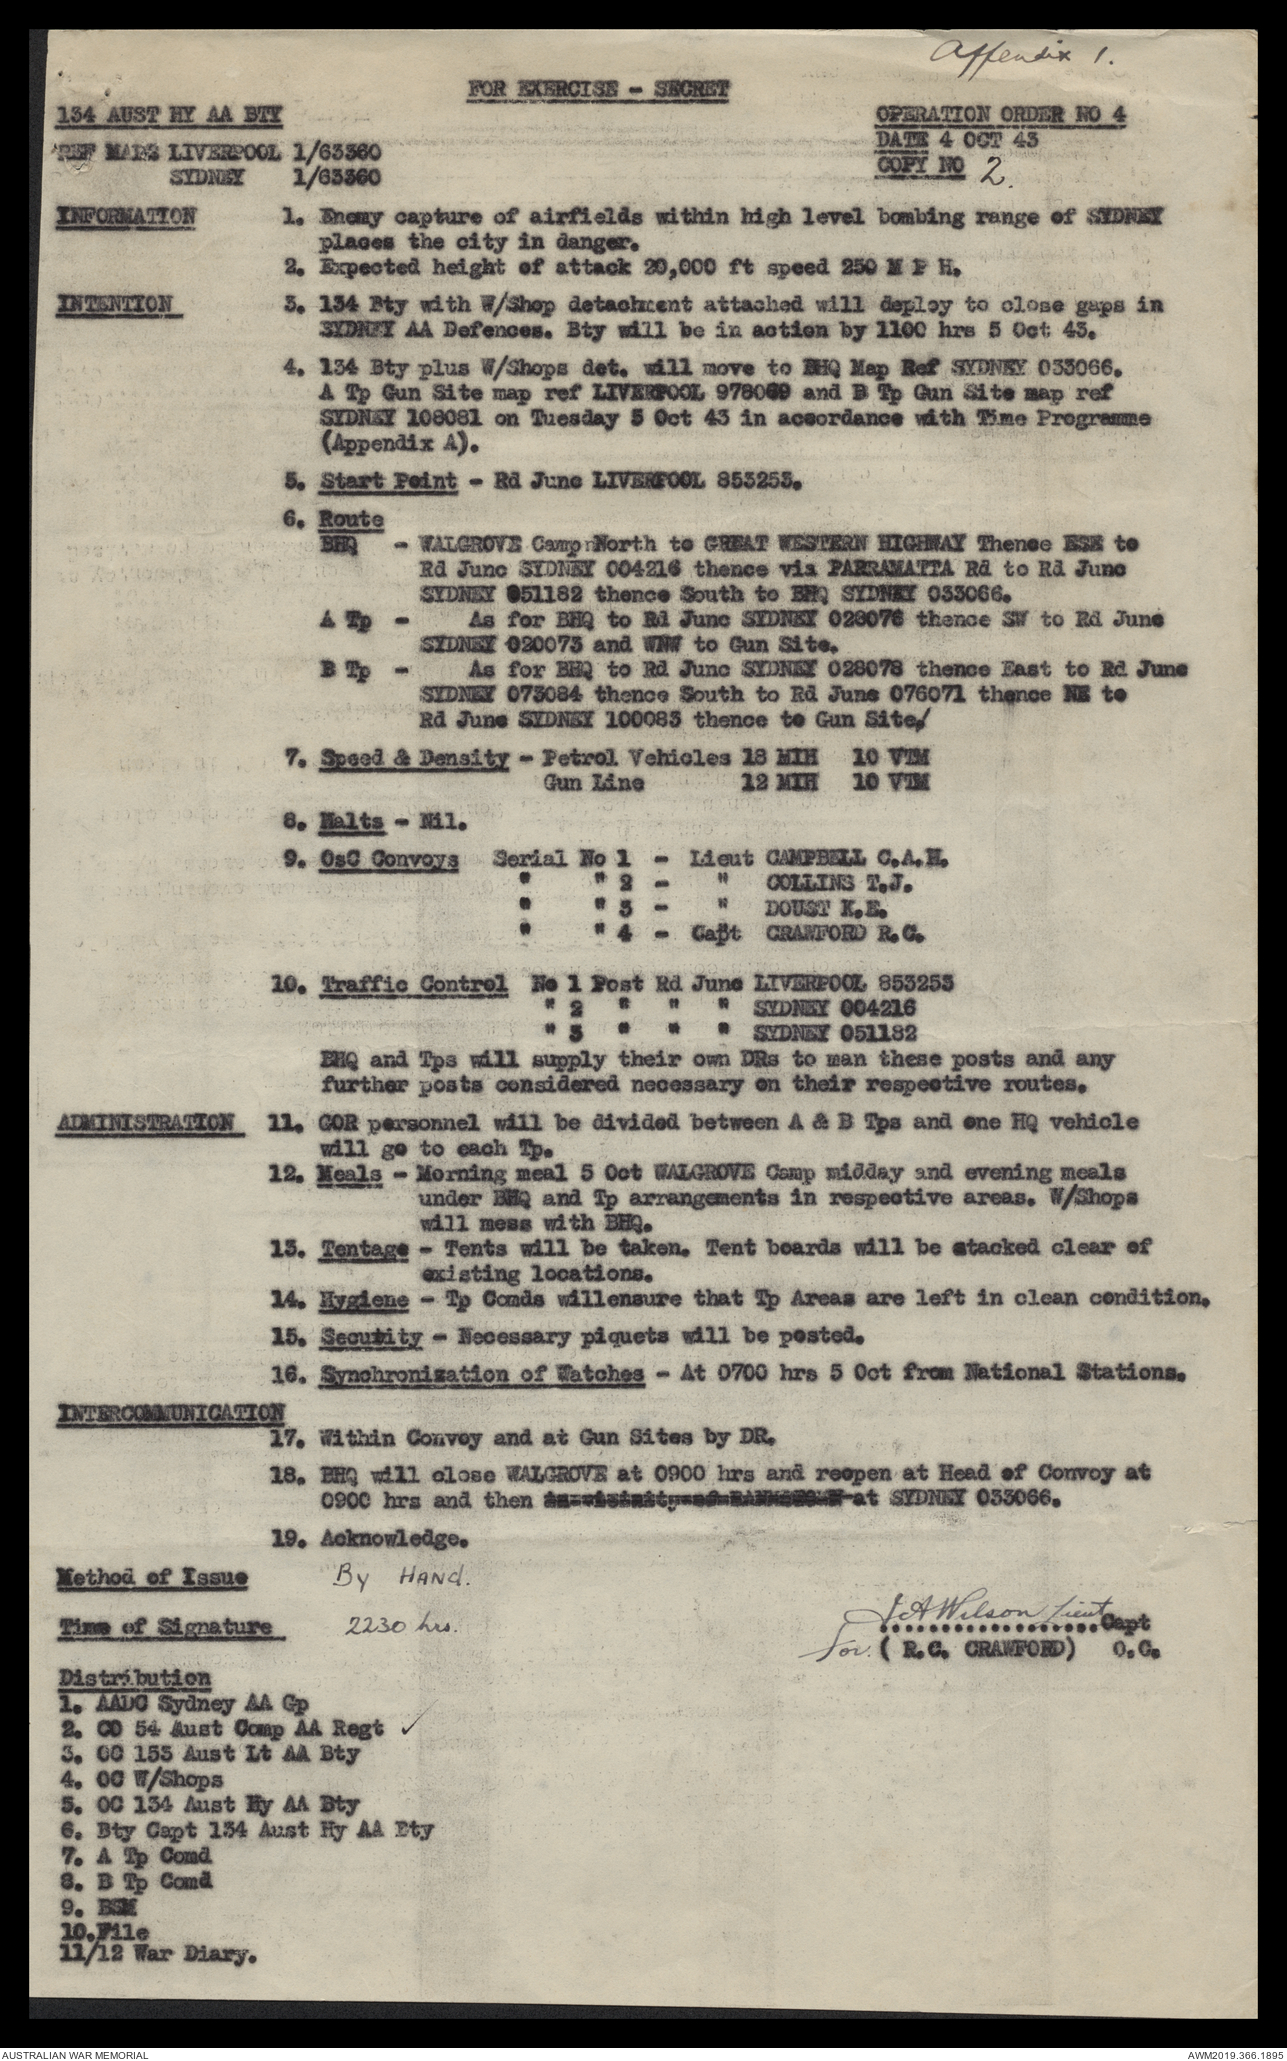 Appendix 1.
FOR EXERCISE - SECRET
134 AUST HY AA BTY
OPERATION ORDER NO 4
DATE 4 OCT 43
REF MAPS LIVERPOOL 1/63360
COPY NO 2.
SYDNEY 1/63360
INFORMATION 1. Enemy capture of airfields within high level bombing range of SYDNEY
places the city in danger.
2. Expected height of attack 20,000 ft speed 250 M P H.
INTENTION 3. 134 Bty with W/Shop detachment attached will deploy to close gaps in
SYDNEY AA Defences. Bty will be in action by 1100 hrs 5 Oct 43.
4. 134 Bty plus W/Shops det. will move to BHQ Map Ref SYDNEY 033066.
A Tp Gun Site map ref LIVERPOOL 978069 and B Tp Gun Site map ref
SYDNEY 108081 on Tuesday 5 Oct 43 in accordance with Time Programme
(Appendix A).
5. Start Point - Rd Junc LIVERPOOL 853253.
6. Route
BHQ - WALGROVE Camp North to GREAT WESTERN HIGHWAY Thence ESE to
Rd Junc SYDNEY 004216 thence via PARRAMATTA Rd to Rd Junc
SYDNEY 051182 thence South to BHQ SYDNEY 033066.
A Tp - As for BHQ to Rd Junc SYDNEY 028076 thence SW to Rd Junc
SYDNEY 020073 and WNW to Gun Site.
B Tp - As for BHQ to Rd Junc SYDNEY 028078 thence East to Rd Junc
SYDNEY 073084 thence South to Rd Junc 076071 thence NE to
Rd Junc SYDNEY 100083 thence to Gun Site.
7. Speed & Density - Petrol Vehicles 18 MIH 10 VTM
Gun Line 12 MIH 10 VTM
8. Halts - Nil.
9. OsC Convoys Serial No 1 - Lieut CAMPBELL C.A.H.
" " 2 - " COLLINS T.J.
" " 3 - " DOUST K.E.
" " 4 - Capt CRAWFORD R.C.
10. Traffic Control No 1 Post Rd Junc LIVERPOOL 853253
" 2 " " " SYDNEY 004216
" 3 " " " SYDNEY 051182
BHQ and Tps will supply their own DRs to man these posts and any
further posts considered necessary on their respective routes.
ADMINISTRATION 11. GOR personnel will be divided between A & B Tps and one HQ vehicle
will go to each Tp.
12. Meals - Morning meal 5 Oct WALGROVE Camp midday and evening meals
under BHQ and Tp arrangements in respective areas. W/Shops
will mess with BHQ.
13. Tentage - Tents will be taken. Tent boards will be stacked clear of
existing locations.
14. Hygiene - Tp Comds willensure that Tp Areas are left in clean condition.
15. Security - Necessary piquets will be posted.
16. Synchronization of Watches - At 0700 hrs 5 Oct from National Stations.
INTERCOMMUNICATION
17. Within Convoy and at Gun Sites by DR.
18. BHQ will close WALGROVE at 0900 hrs and reopen at Head of Convoy at
0900 hrs and then at SYDNEY 033066.
19. Acknowledge.
Method of Issue By HAND.
Time of Signature 2230 hrs.
J A Wilson Lieut
..................Capt
for. ( R.C. CRAWFORD) O.C.
Distribution
1. AADC Sydney AA Gp
2. CO 54 Aust Comp AA Regt ✓
3. OC 153 Aust Lt AA Bty
4. OC W/Shops
5. OC 134 Aust Hy AA Bty
6. Bty Capt 134 Aust Hy AA Bty
7. A Tp Comd
8. B Tp Comd
9. BSM
10.File
11/12 War Diary.
AUSTRALIAN WAR MEMORIAL
AWM2019.366.1895